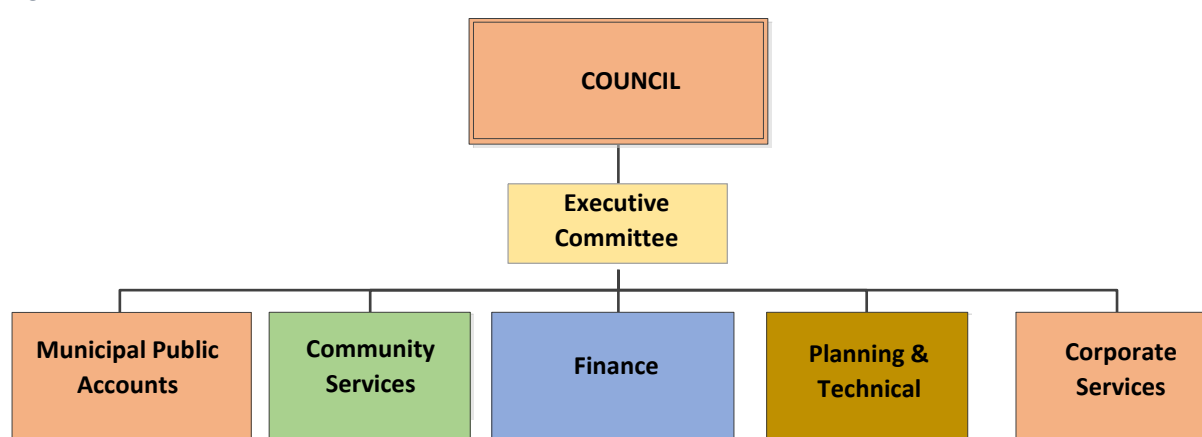 COUNCIL
Executive
Committee
Municipal Public
Accounts
Community
Services
Finance
Planning &
Technical
Corporate
Services